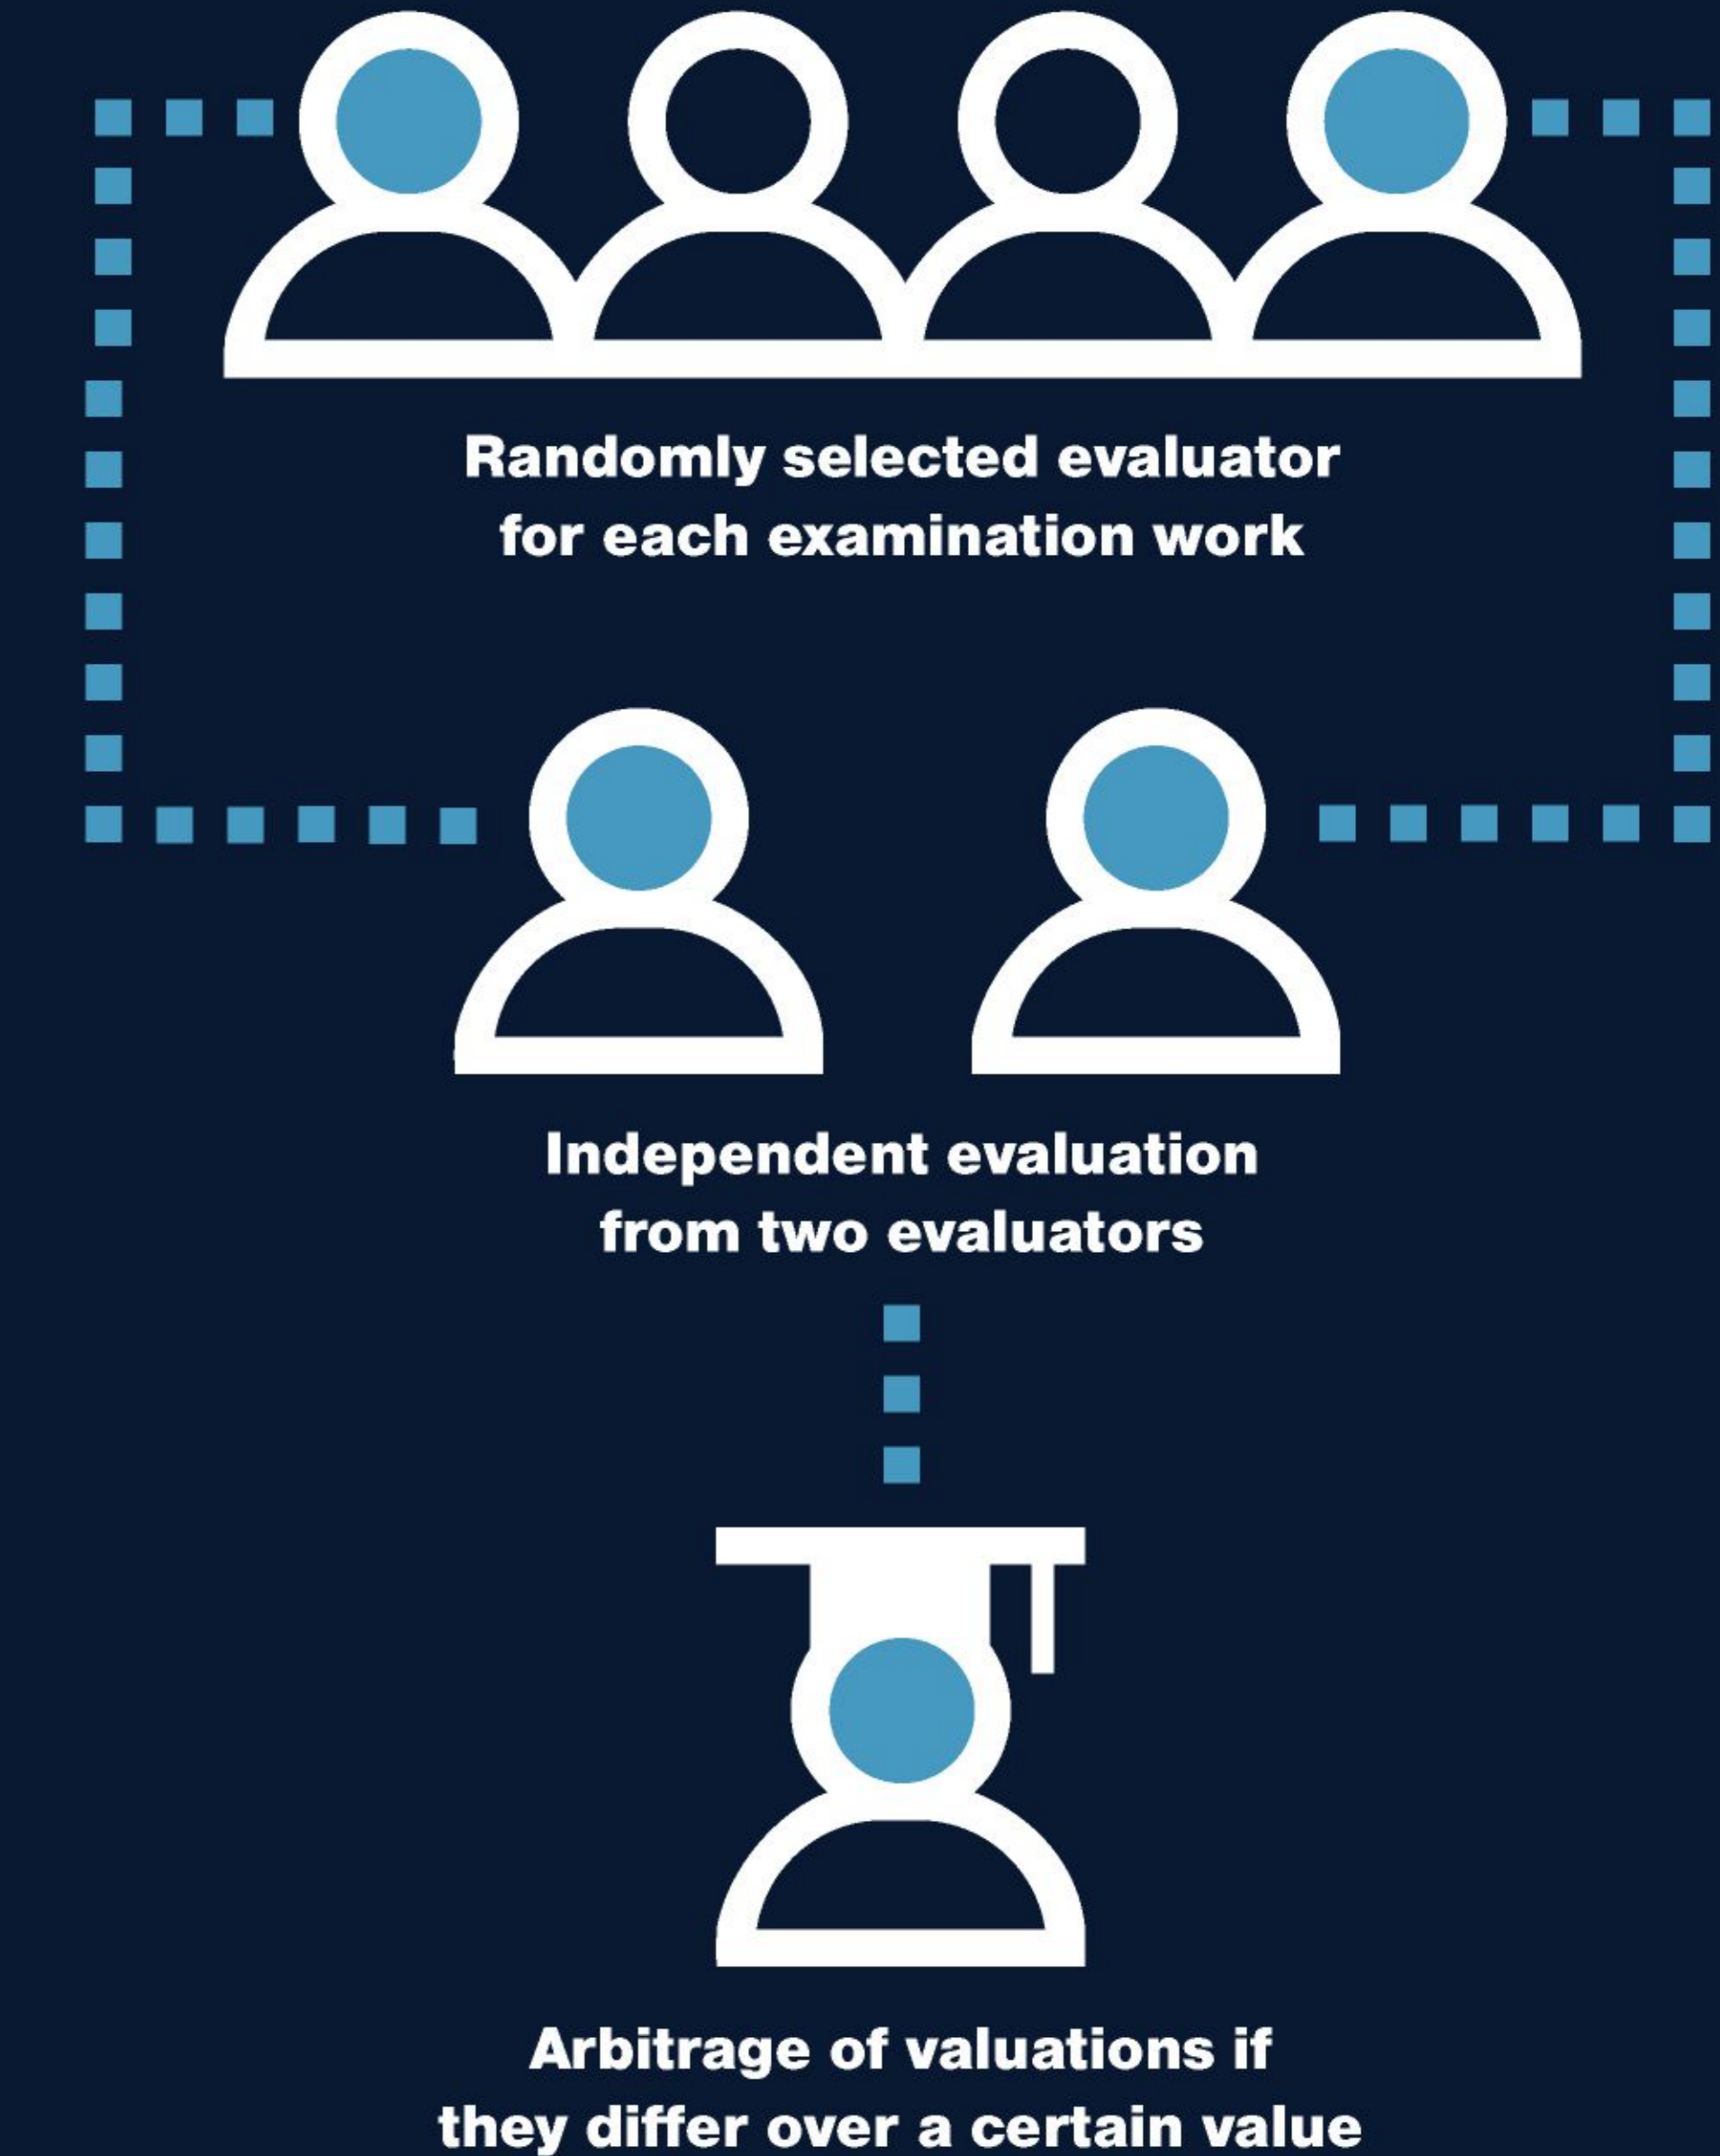 Randomly selected evaluator
for each examination work
Independent evaluation
from two evaluators
Arbitrage of valuations if
they differ over a certain value